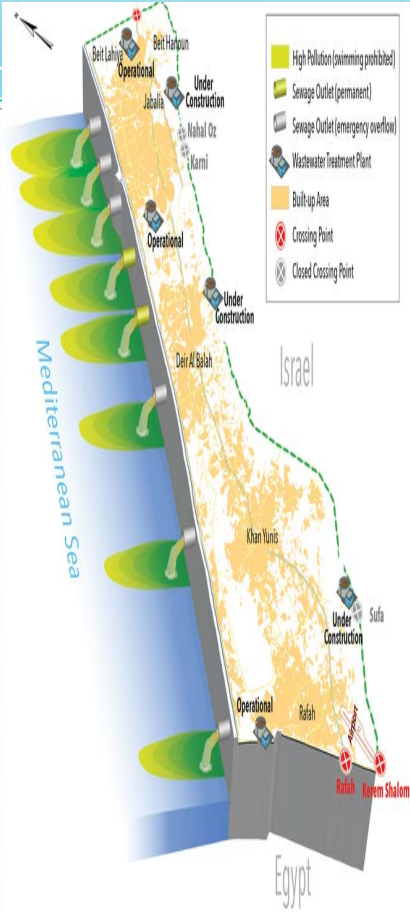 High Pollution (swimming prohibited)
Sewage Outlet (permanent)
Sewage Outlet (emergency overflow)
Wastewater Treatment Plant
Built-up Area
Crossing Point
Closed Crossing Point
Beit Lahiya
Beit Hanoun
Operational
Jabalia
Under
Construction
Nahal Oz
Karni
Operational
Under
Construction
Deir Al Balah
Israel
Mediterranean Sea
Khan Yunis
Sufa
Under
Construction
Operational
Rafah
Airport
Rafah
Kerem Shalom
Egypt